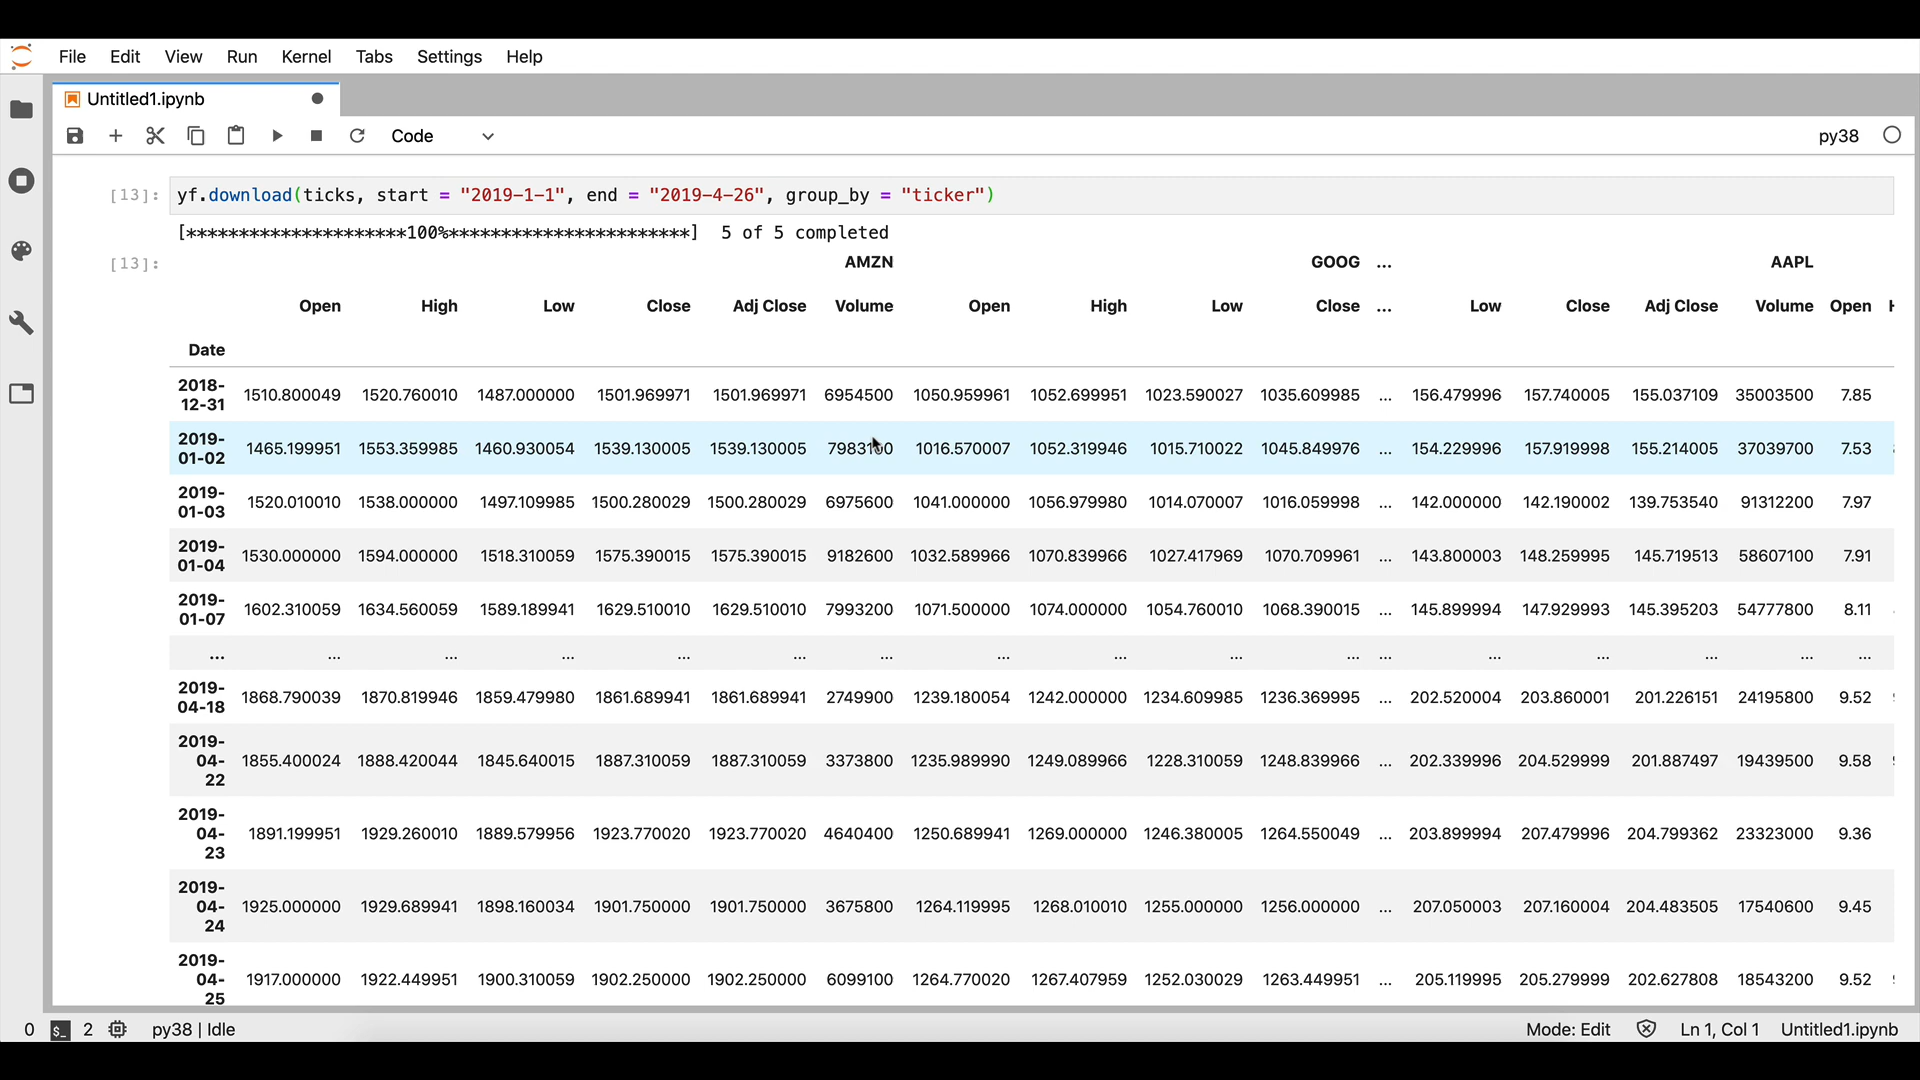 File Edit View Run Kernel Tabs Settings Help
Untitled1.ipynb
Code py38
[13]: yf.download(ticks, start = "2019-1-1", end = "2019-4-26", group_by = "ticker")
[*********************100%***********************] 5 of 5 completed
[13]: AMZN GOOG ... AAPL
Open High Low Close Adj Close Volume Open High Low Close ... Low Close Adj Close Volume Open
Date
2018-12-31 1510.800049 1520.760010 1487.000000 1501.969971 1501.969971 6954500 1050.959961 1052.699951 1023.590027 1035.609985 ... 156.479996 157.740005 155.037109 35003500 7.85
2019-01-02 1465.199951 1553.359985 1460.930054 1539.130005 1539.130005 7983100 1016.570007 1052.319946 1015.710022 1045.849976 ... 154.229996 157.919998 155.214005 37039700 7.53
2019-01-03 1520.010010 1538.000000 1497.109985 1500.280029 1500.280029 6975600 1041.000000 1056.979980 1014.070007 1016.059998 ... 142.000000 142.190002 139.753540 91312200 7.97
2019-01-04 1530.000000 1594.000000 1518.310059 1575.390015 1575.390015 9182600 1032.589966 1070.839966 1027.417969 1070.709961 ... 143.800003 148.259995 145.719513 58607100 7.91
2019-01-07 1602.310059 1634.560059 1589.189941 1629.510010 1629.510010 7993200 1071.500000 1074.000000 1054.760010 1068.390015 ... 145.899994 147.929993 145.395203 54777800 8.11
... ... ... ... ... ... ... ... ... ... ... ... ... ... ... ... ...
2019-04-18 1868.790039 1870.819946 1859.479980 1861.689941 1861.689941 2749900 1239.180054 1242.000000 1234.609985 1236.369995 ... 202.520004 203.860001 201.226151 24195800 9.52
2019-04-22 1855.400024 1888.420044 1845.640015 1887.310059 1887.310059 3373800 1235.989990 1249.089966 1228.310059 1248.839966 ... 202.339996 204.529999 201.887497 19439500 9.58
2019-04-23 1891.199951 1929.260010 1889.579956 1923.770020 1923.770020 4640400 1250.689941 1269.000000 1246.380005 1264.550049 ... 203.899994 207.479996 204.799362 23323000 9.36
2019-04-24 1925.000000 1929.689941 1898.160034 1901.750000 1901.750000 3675800 1264.119995 1268.010010 1255.000000 1256.000000 ... 207.050003 207.160004 204.483505 17540600 9.45
2019-04-25 1917.000000 1922.449951 1900.310059 1902.250000 1902.250000 6099100 1264.770020 1267.407959 1252.030029 1263.449951 ... 205.119995 205.279999 202.627808 18543200 9.52
0 $_ 2 py38 | Idle Mode: Edit Ln 1, Col 1 Untitled1.ipynb